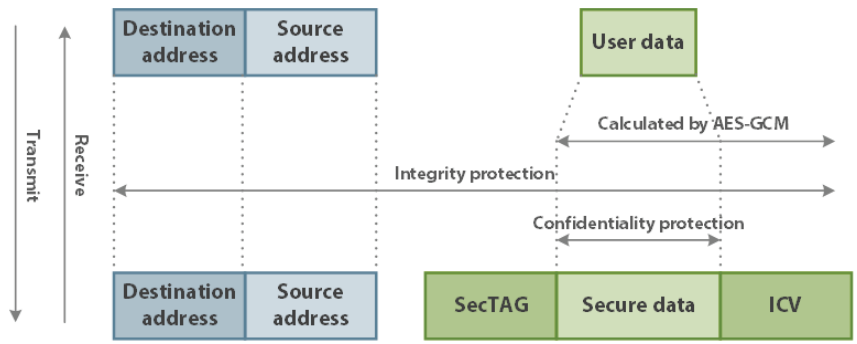 Destination
address
Source
address
User data
Calculated by AES-GCM
Transmit
Receive
Integrity protection
Confidentiality protection
Destination
address
Source
address
SecTAG
Secure data
ICV